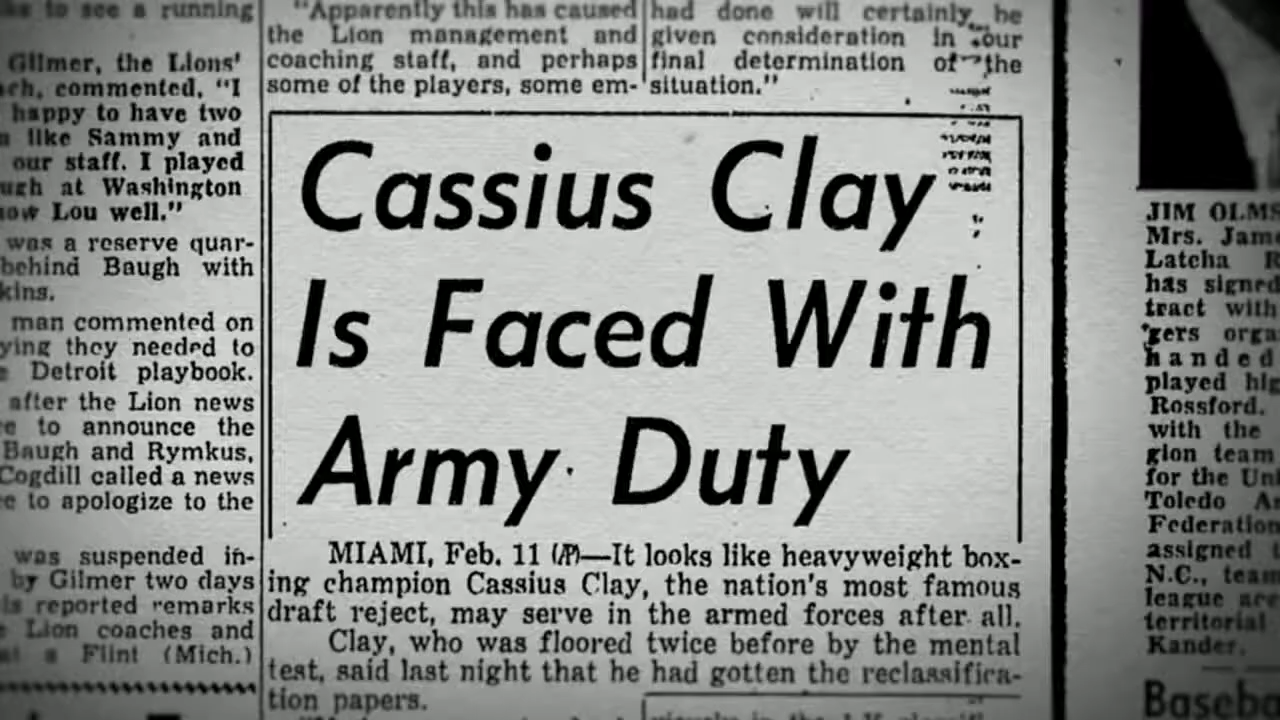 to see a running
Gilmer, the Lions'
commented, "I
happy to have two
like Sammy and
our staff. I played
at Washington
Lou well."
was a reserve quar-
behind Baugh with
man commented on
they needed to
Detroit playbook.
after the Lion news
to announce the
Baugh and Rymkus,
Cogdill called a news
to apologize to the
was suspended in-
by Gilmer two days
reported remarks
Lion coaches and
a Flint (Mich.)
"Apparently this has caused
the Lion management and
coaching staff, and perhaps
some of the players, some em-
had done will certainly be
given consideration in our
final determination of the
situation."
Cassius Clay
Is Faced With
Army Duty
MIAMI, Feb. 11 (AP)—It looks like heavyweight box-
ing champion Cassius Clay, the nation's most famous
draft reject, may serve in the armed forces after all.
Clay, who was floored twice before by the mental
test, said last night that he had gotten the reclassifica-
tion papers.
JIM OLMS
Mrs. Jame
Latcha R
has signed
tract with
gers orga
handed
played hig
Rossford.
with the
gion team
for the Uni
Toledo A
Federation
assigned t
N.C., team
league are
territorial
Kander.
Baseba